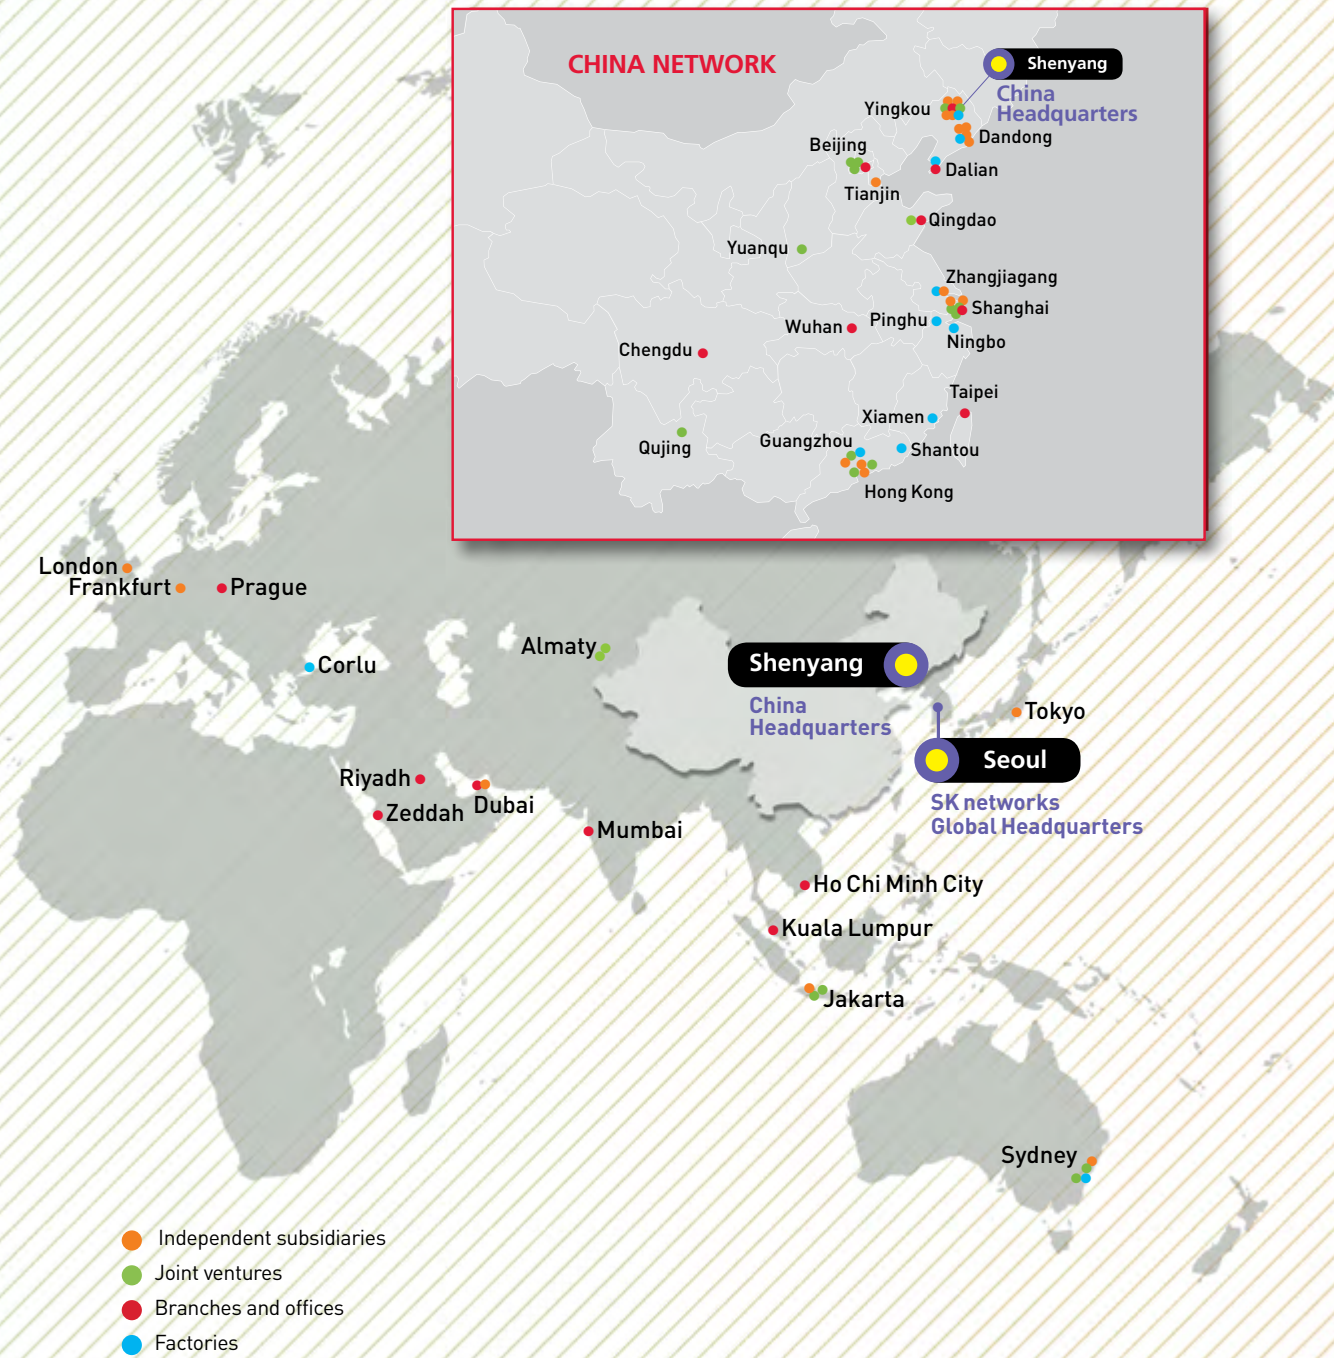 CHINA NETWORK
Shenyang
China
Headquarters
Yingkou
Dandong
Beijing
Dalian
Tianjin
Qingdao
Yuanqu
Zhangjiagang
Shanghai
Pinghu
Wuhan
Ningbo
Chengdu
Taipei
Xiamen
Guangzhou
Qujing
Shantou
Hong Kong
London
Frankfurt
Prague
Almaty
Shenyang
Corlu
China
Headquarters
Tokyo
Seoul
Riyadh
SK networks
Global Headquarters
Dubai
Zeddah
Mumbai
Ho Chi Minh City
Kuala Lumpur
Jakarta
Sydney
Independent subsidiaries
Joint ventures
Branches and offices
Factories